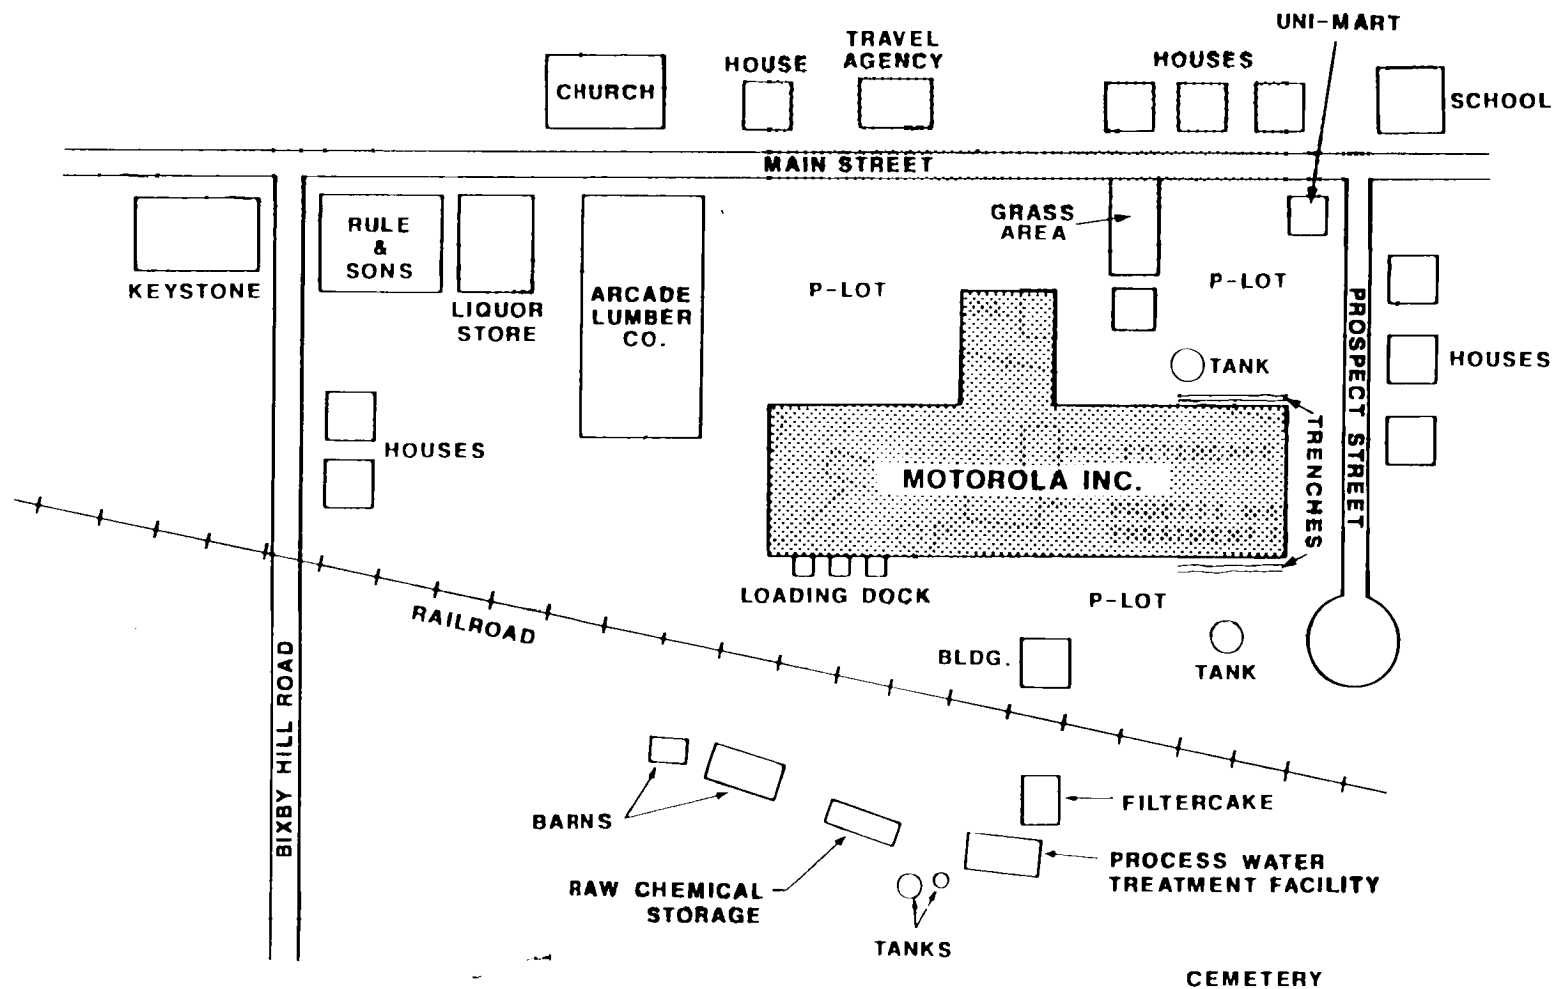 UNI-MART
TRAVEL
AGENCY
HOUSE
HOUSES
CHURCH
SCHOOL
MAIN STREET
GRASS
AREA
RULE
&
SONS
KEYSTONE
LIQUOR
STORE
ARCADE
LUMBER
CO.
P-LOT
P-LOT
TANK
PROSPECT STREET
HOUSES
TRENCHES
HOUSES
MOTOROLA INC.
LOADING DOCK
P-LOT
RAILROAD
BLDG.
TANK
BIXBY HILL ROAD
BARNS
FILTERCAKE
RAW CHEMICAL
STORAGE
PROCESS WATER
TREATMENT FACILITY
TANKS
CEMETERY